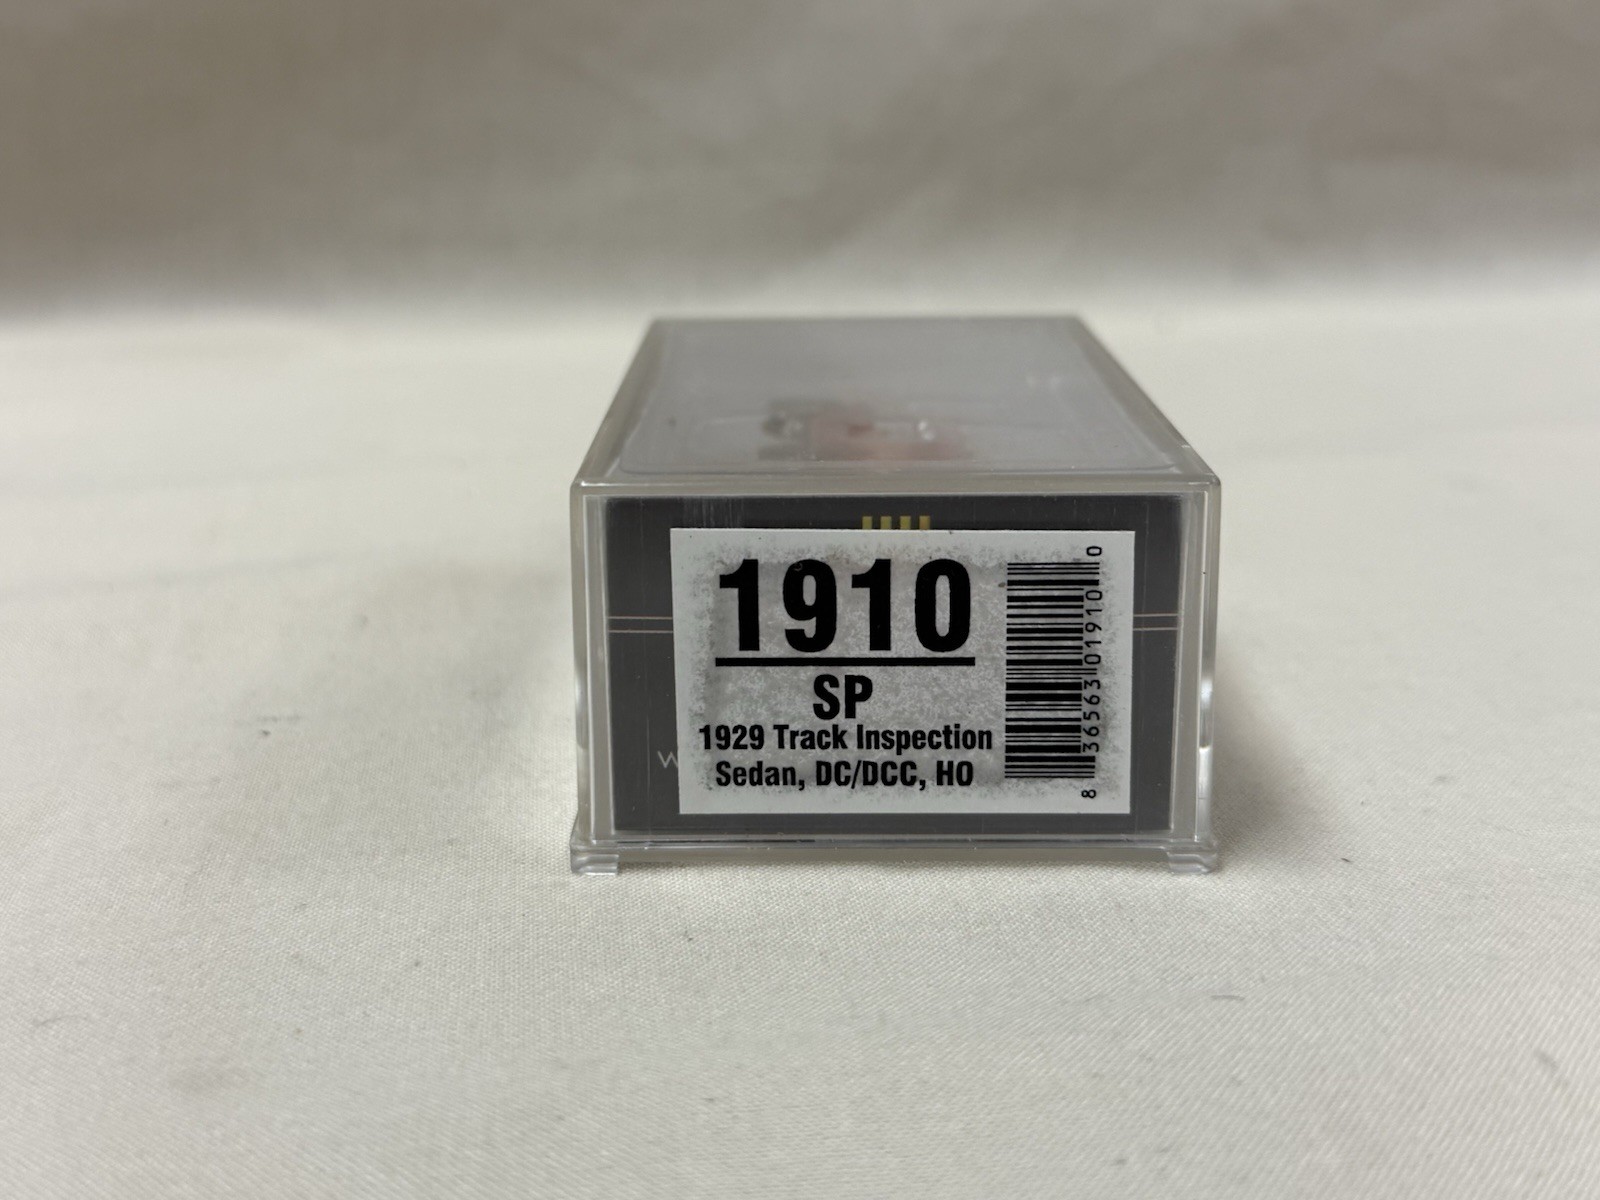 1910
SP
1929 Track Inspection
Sedan, DC/DCC, HO
8 36563 01910 0